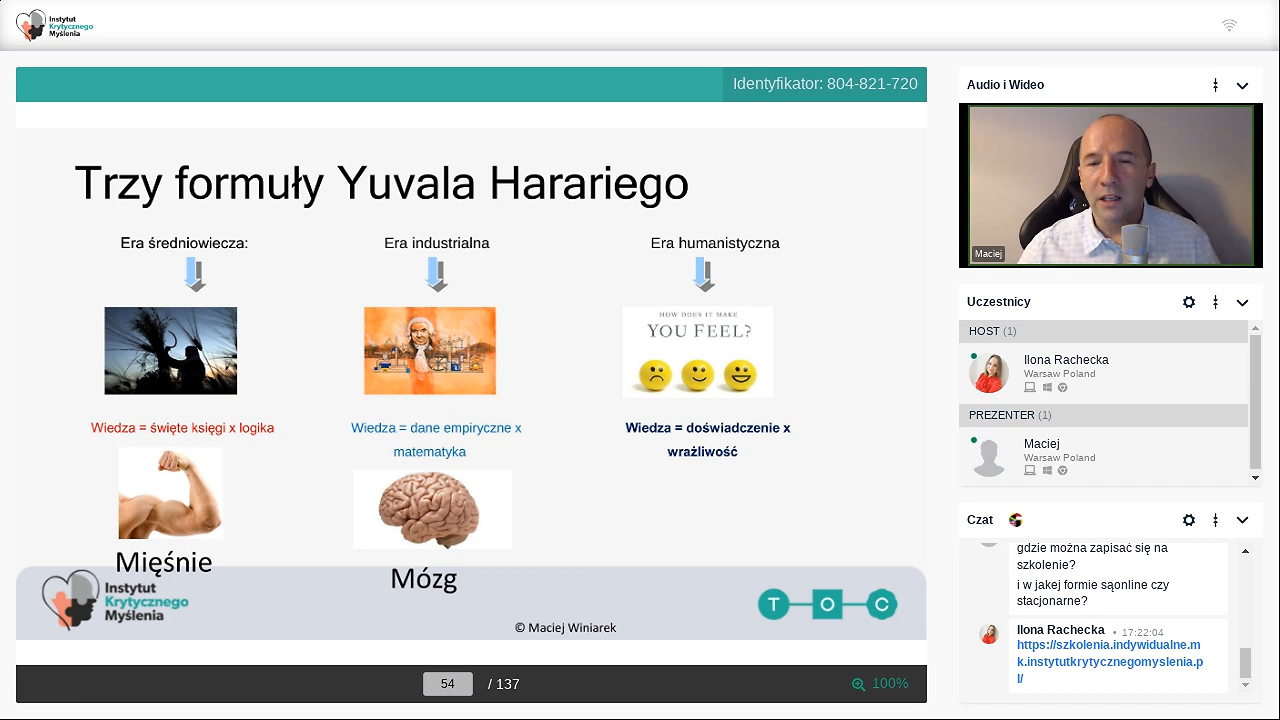 Instytut
Krytycznego
Myślenia
Identyfikator: 804-821-720
Trzy formuły Yuvala Harariego
Era średniowiecza:
Era industrialna
Era humanistyczna
HOW DOES IT MAKE
YOU FEEL?
Wiedza = święte księgi x logika
Wiedza = dane empiryczne x
matematyka
Wiedza = doświadczenie x
wrażliwość
Mięśnie
Mózg
Instytut
Krytycznego
Myślenia
T O C
© Maciej Winiarek
54 / 137
100%
Audio i Wideo
Maciej
Uczestnicy
HOST (1)
Ilona Rachecka
Warsaw Poland
PREZENTER (1)
Maciej
Warsaw Poland
Czat
gdzie można zapisać się na
szkolenie?
i w jakej formie sąonline czy
stacjonarne?
Ilona Rachecka • 17:22:04
https://szkolenia.indywidualne.m
k.instytutkrytycznegomyslenia.p
l/